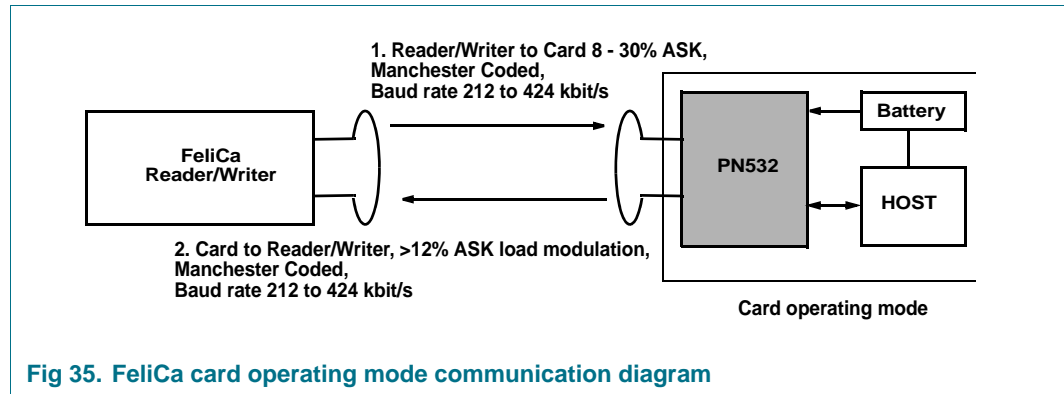 1. Reader/Writer to Card 8 - 30% ASK,
Manchester Coded,
Baud rate 212 to 424 kbit/s
FeliCa
Reader/Writer
PN532
Battery
HOST
2. Card to Reader/Writer, >12% ASK load modulation,
Manchester Coded,
Baud rate 212 to 424 kbit/s
Card operating mode
Fig 35. FeliCa card operating mode communication diagram